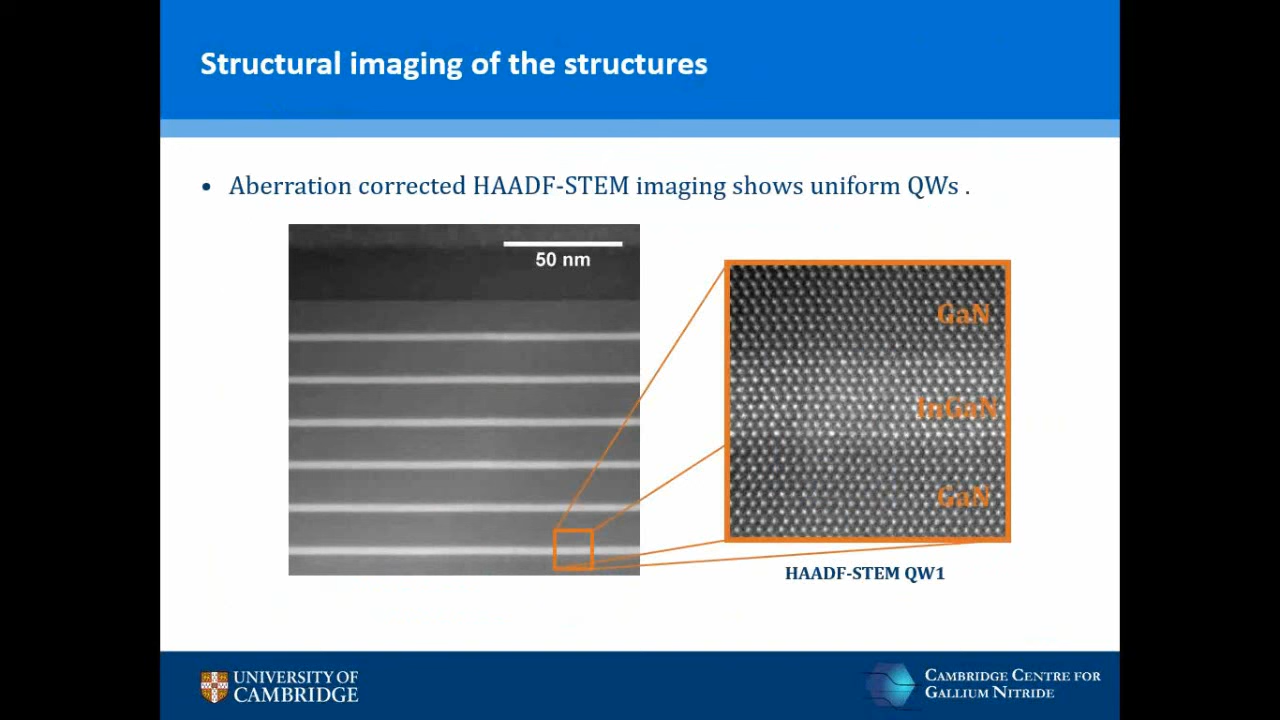 Structural imaging of the structures
• Aberration corrected HAADF-STEM imaging shows uniform QWs .
50 nm
GaN
InGaN
GaN
HAADF-STEM QW1
UNIVERSITY OF
CAMBRIDGE
CAMBRIDGE CENTRE FOR
GALLIUM NITRIDE